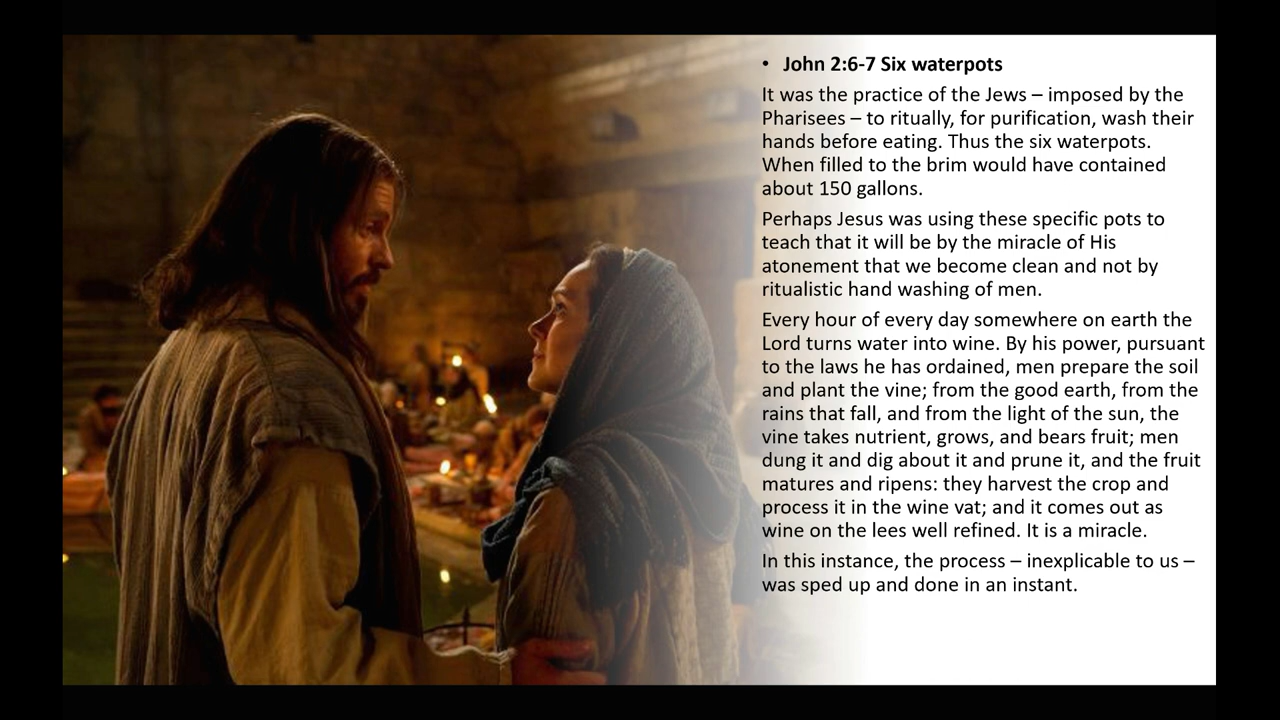 • John 2:6-7 Six waterpots
It was the practice of the Jews – imposed by the
Pharisees – to ritually, for purification, wash their
hands before eating. Thus the six waterpots.
When filled to the brim would have contained
about 150 gallons.
Perhaps Jesus was using these specific pots to
teach that it will be by the miracle of His
atonement that we become clean and not by
ritualistic hand washing of men.
Every hour of every day somewhere on earth the
Lord turns water into wine. By his power, pursuant
to the laws he has ordained, men prepare the soil
and plant the vine; from the good earth, from the
rains that fall, and from the light of the sun, the
vine takes nutrient, grows, and bears fruit; men
dung it and dig about it and prune it, and the fruit
matures and ripens: they harvest the crop and
process it in the wine vat; and it comes out as
wine on the lees well refined. It is a miracle.
In this instance, the process – inexplicable to us –
was sped up and done in an instant.